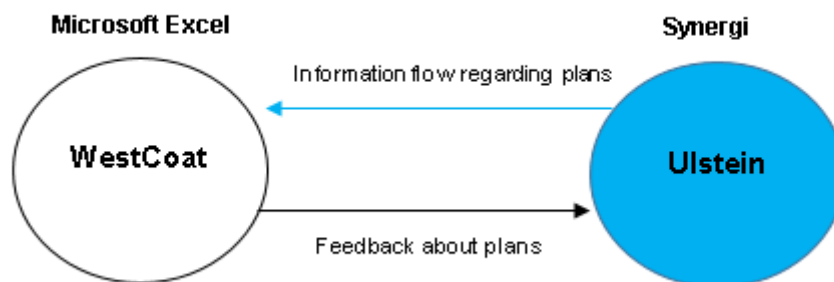 Microsoft Excel
Synergi
Information flow regarding plans
WestCoat
Ulstein
Feedback about plans